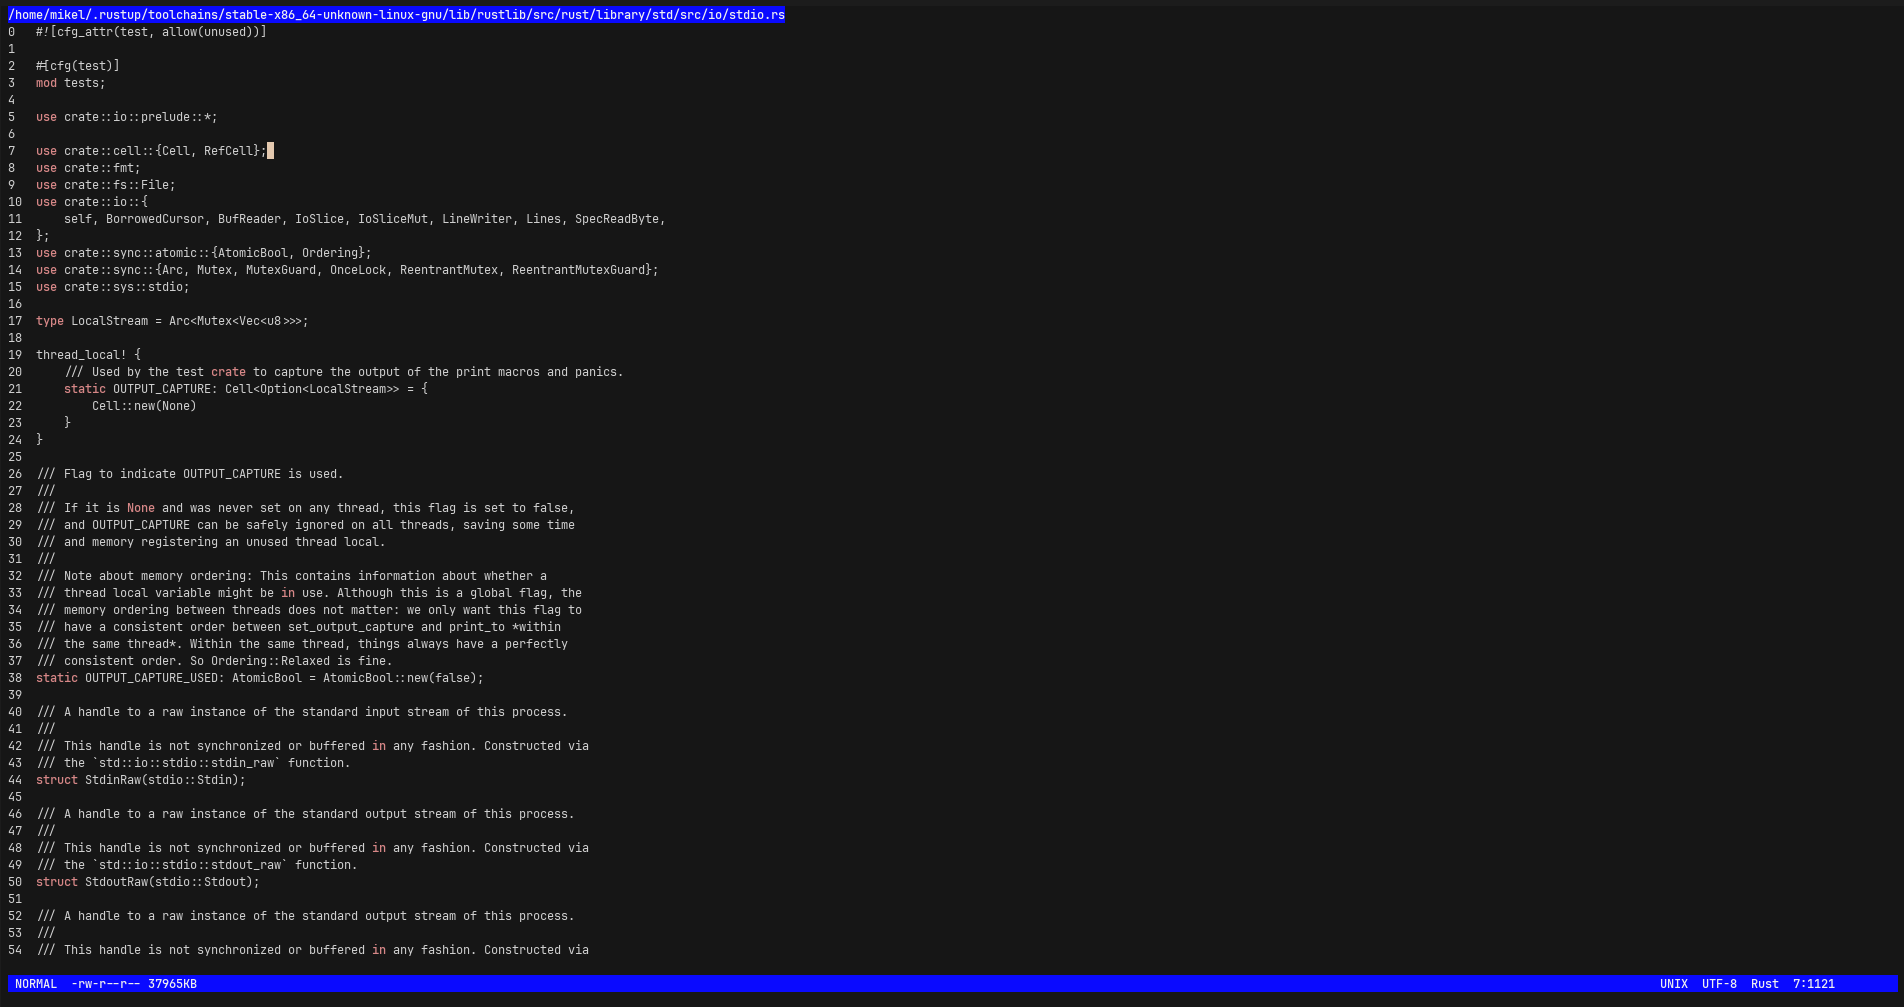 /home/mikel/.rustup/toolchains/stable-x86_64-unknown-linux-gnu/lib/rustlib/src/rust/library/std/src/io/stdio.rs
0   #![cfg_attr(test, allow(unused))]
1
2   #[cfg(test)]
3   mod tests;
4
5   use crate::io::prelude::*;
6
7   use crate::cell::{Cell, RefCell};
8   use crate::fmt;
9   use crate::fs::File;
10  use crate::io::{
11      self, BorrowedCursor, BufReader, IoSlice, IoSliceMut, LineWriter, Lines, SpecReadByte,
12  };
13  use crate::sync::atomic::{AtomicBool, Ordering};
14  use crate::sync::{Arc, Mutex, MutexGuard, OnceLock, ReentrantMutex, ReentrantMutexGuard};
15  use crate::sys::stdio;
16
17  type LocalStream = Arc<Mutex<Vec<u8>>>;
18
19  thread_local! {
20      /// Used by the test crate to capture the output of the print macros and panics.
21      static OUTPUT_CAPTURE: Cell<Option<LocalStream>> = {
22          Cell::new(None)
23      }
24  }
25
26  /// Flag to indicate OUTPUT_CAPTURE is used.
27  ///
28  /// If it is None and was never set on any thread, this flag is set to false,
29  /// and OUTPUT_CAPTURE can be safely ignored on all threads, saving some time
30  /// and memory registering an unused thread local.
31  ///
32  /// Note about memory ordering: This contains information about whether a
33  /// thread local variable might be in use. Although this is a global flag, the
34  /// memory ordering between threads does not matter: we only want this flag to
35  /// have a consistent order between set_output_capture and print_to *within
36  /// the same thread*. Within the same thread, things always have a perfectly
37  /// consistent order. So Ordering::Relaxed is fine.
38  static OUTPUT_CAPTURE_USED: AtomicBool = AtomicBool::new(false);
39
40  /// A handle to a raw instance of the standard input stream of this process.
41  ///
42  /// This handle is not synchronized or buffered in any fashion. Constructed via
43  /// the `std::io::stdio::stdin_raw` function.
44  struct StdinRaw(stdio::Stdin);
45
46  /// A handle to a raw instance of the standard output stream of this process.
47  ///
48  /// This handle is not synchronized or buffered in any fashion. Constructed via
49  /// the `std::io::stdio::stdout_raw` function.
50  struct StdoutRaw(stdio::Stdout);
51
52  /// A handle to a raw instance of the standard output stream of this process.
53  ///
54  /// This handle is not synchronized or buffered in any fashion. Constructed via
NORMAL  -rw-r--r-- 37965KB  UNIX  UTF-8  Rust  7:1121